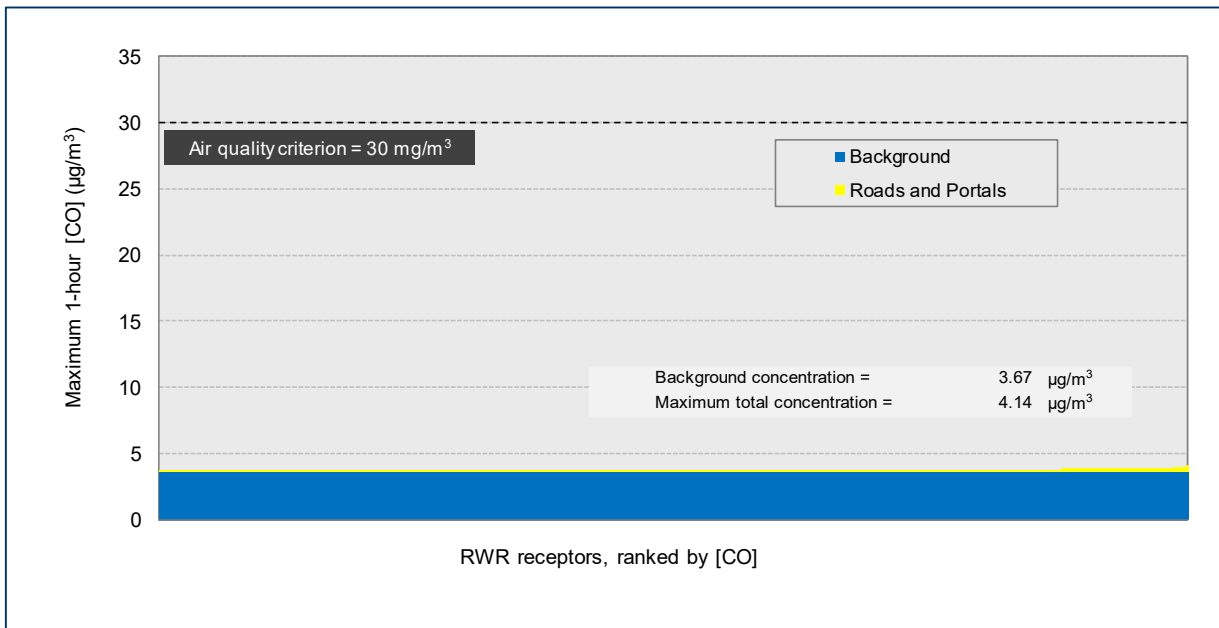 35
30
Air quality criterion = 30 mg/m³
Background
Roads and Portals
25
20
15
10
5
0
Maximum 1-hour [CO] (µg/m³)
Background concentration = 3.67 µg/m³
Maximum total concentration = 4.14 µg/m³
RWR receptors, ranked by [CO]